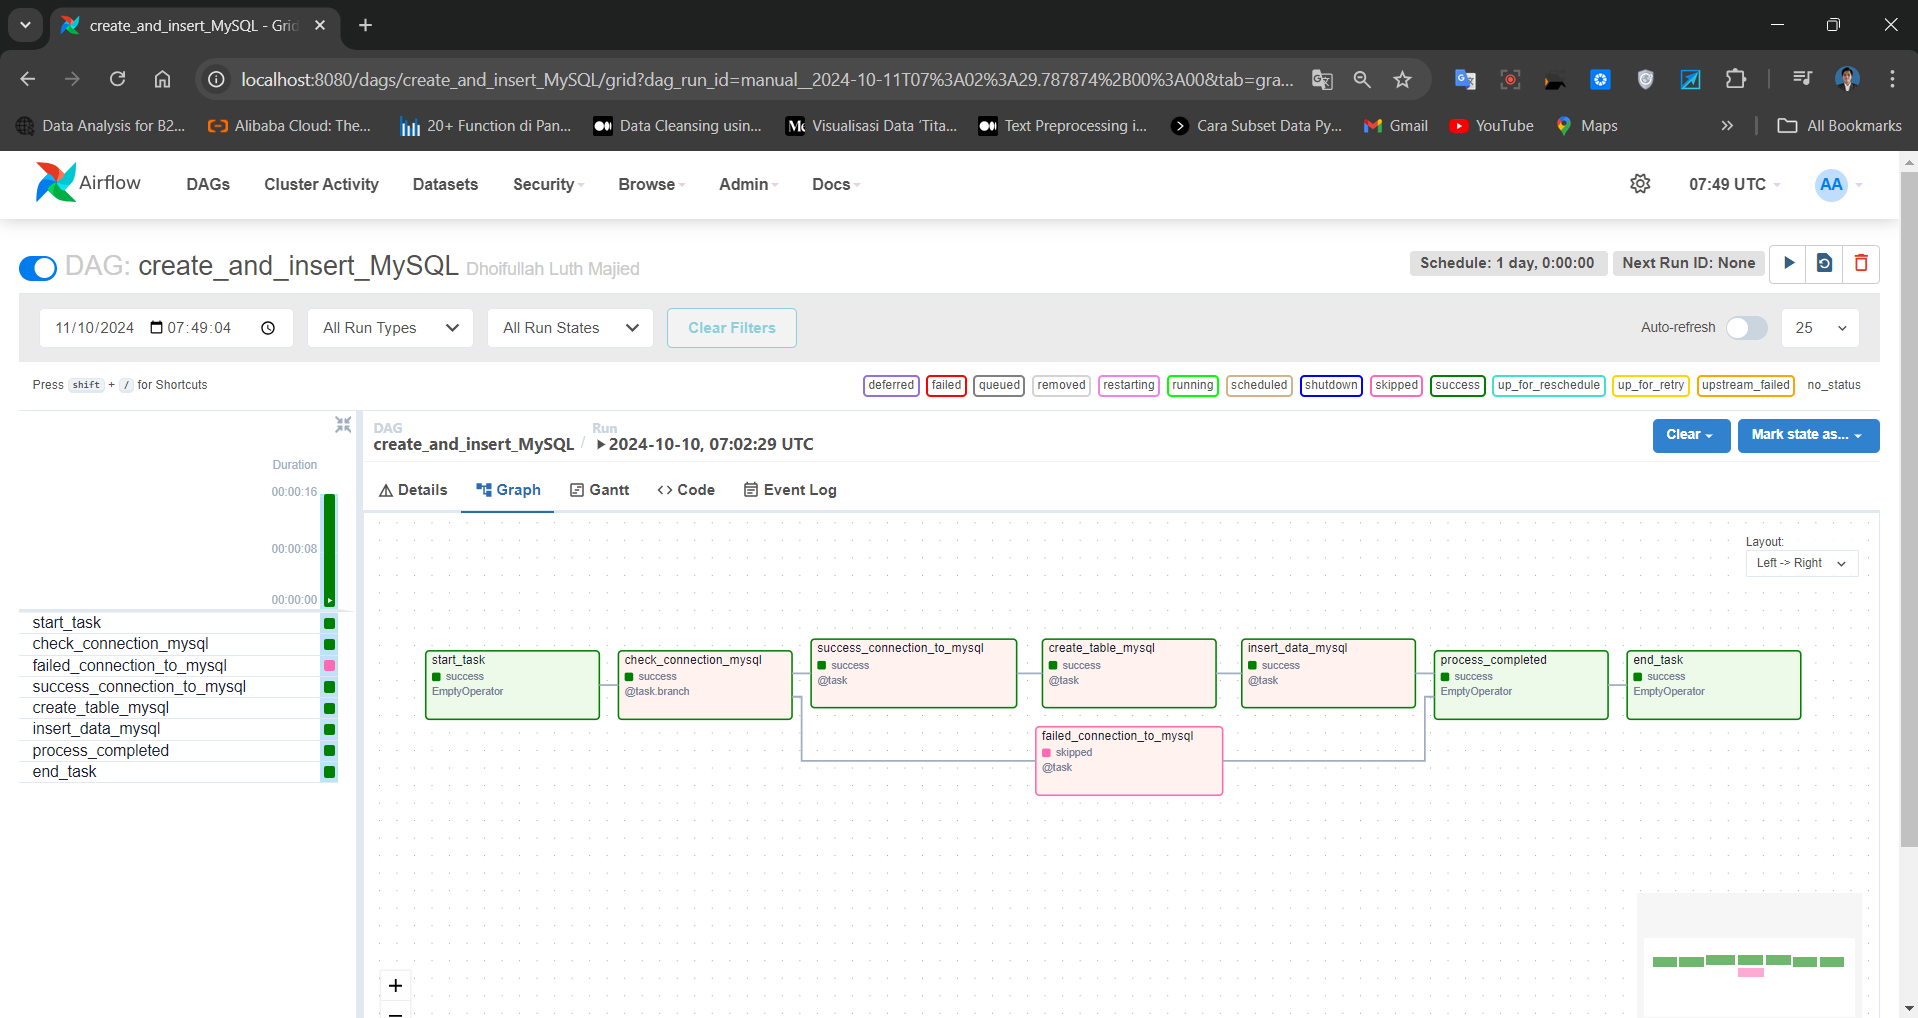 create_and_insert_MySQL - Grid
localhost:8080/dags/create_and_insert_MySQL/grid?dag_run_id=manual__2024-10-11T07%3A02%3A29.787874%2B00%3A00&tab=gra...
Data Analysis for B2...
Alibaba Cloud: The...
20+ Function di Pan...
Data Cleansing usin...
Visualisasi Data ‘Tita...
Text Preprocessing i...
Cara Subset Data Py...
Gmail
YouTube
Maps
All Bookmarks
Airflow
DAGs
Cluster Activity
Datasets
Security
Browse
Admin
Docs
07:49 UTC
AA
DAG: create_and_insert_MySQL Dhoifullah Luth Majied
Schedule: 1 day, 0:00:00
Next Run ID: None
11/10/2024 07:49:04
All Run Types
All Run States
Clear Filters
Auto-refresh
25
Press shift + / for Shortcuts
deferred
failed
queued
removed
restarting
running
scheduled
shutdown
skipped
success
up_for_reschedule
up_for_retry
upstream_failed
no_status
DAG
create_and_insert_MySQL
/
Run
2024-10-10, 07:02:29 UTC
Clear
Mark state as...
Duration
00:00:16
00:00:08
00:00:00
Details
Graph
Gantt
<> Code
Event Log
Layout:
Left -> Right
start_task
check_connection_mysql
failed_connection_to_mysql
success_connection_to_mysql
create_table_mysql
insert_data_mysql
process_completed
end_task
start_task
success
EmptyOperator
check_connection_mysql
success
@task.branch
success_connection_to_mysql
success
@task
create_table_mysql
success
@task
insert_data_mysql
success
@task
failed_connection_to_mysql
skipped
@task
process_completed
success
EmptyOperator
end_task
success
EmptyOperator
+
−